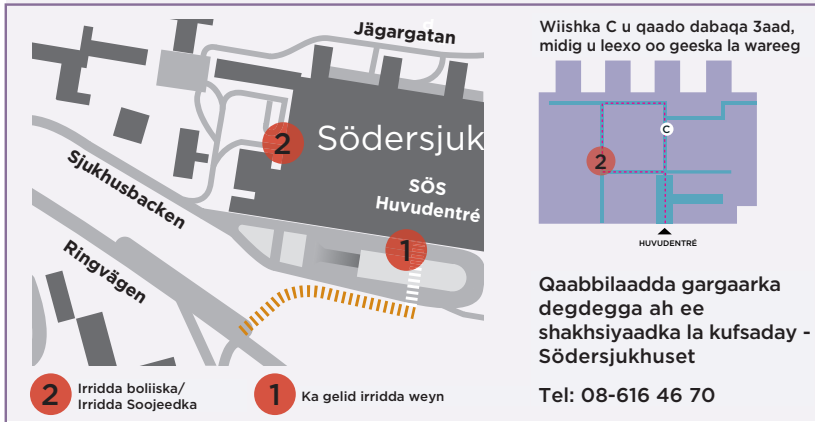 Jägargatan
2
Södersjuk
Sjukhusbacken
SÖS
Huvudentré
1
Ringvägen
2 Irridda boliiska/
Irridda Soojeedka
1 Ka gelid irridda weyn
Wiishka C u qaado dabaqa 3aad,
midig u leexo oo geeska la wareeg
C
2
HUVUDENTRÉ
Qaabbilaadda gargaarka
degdegga ah ee
shakhsiyaadka la kufsaday -
Södersjukhuset
Tel: 08-616 46 70